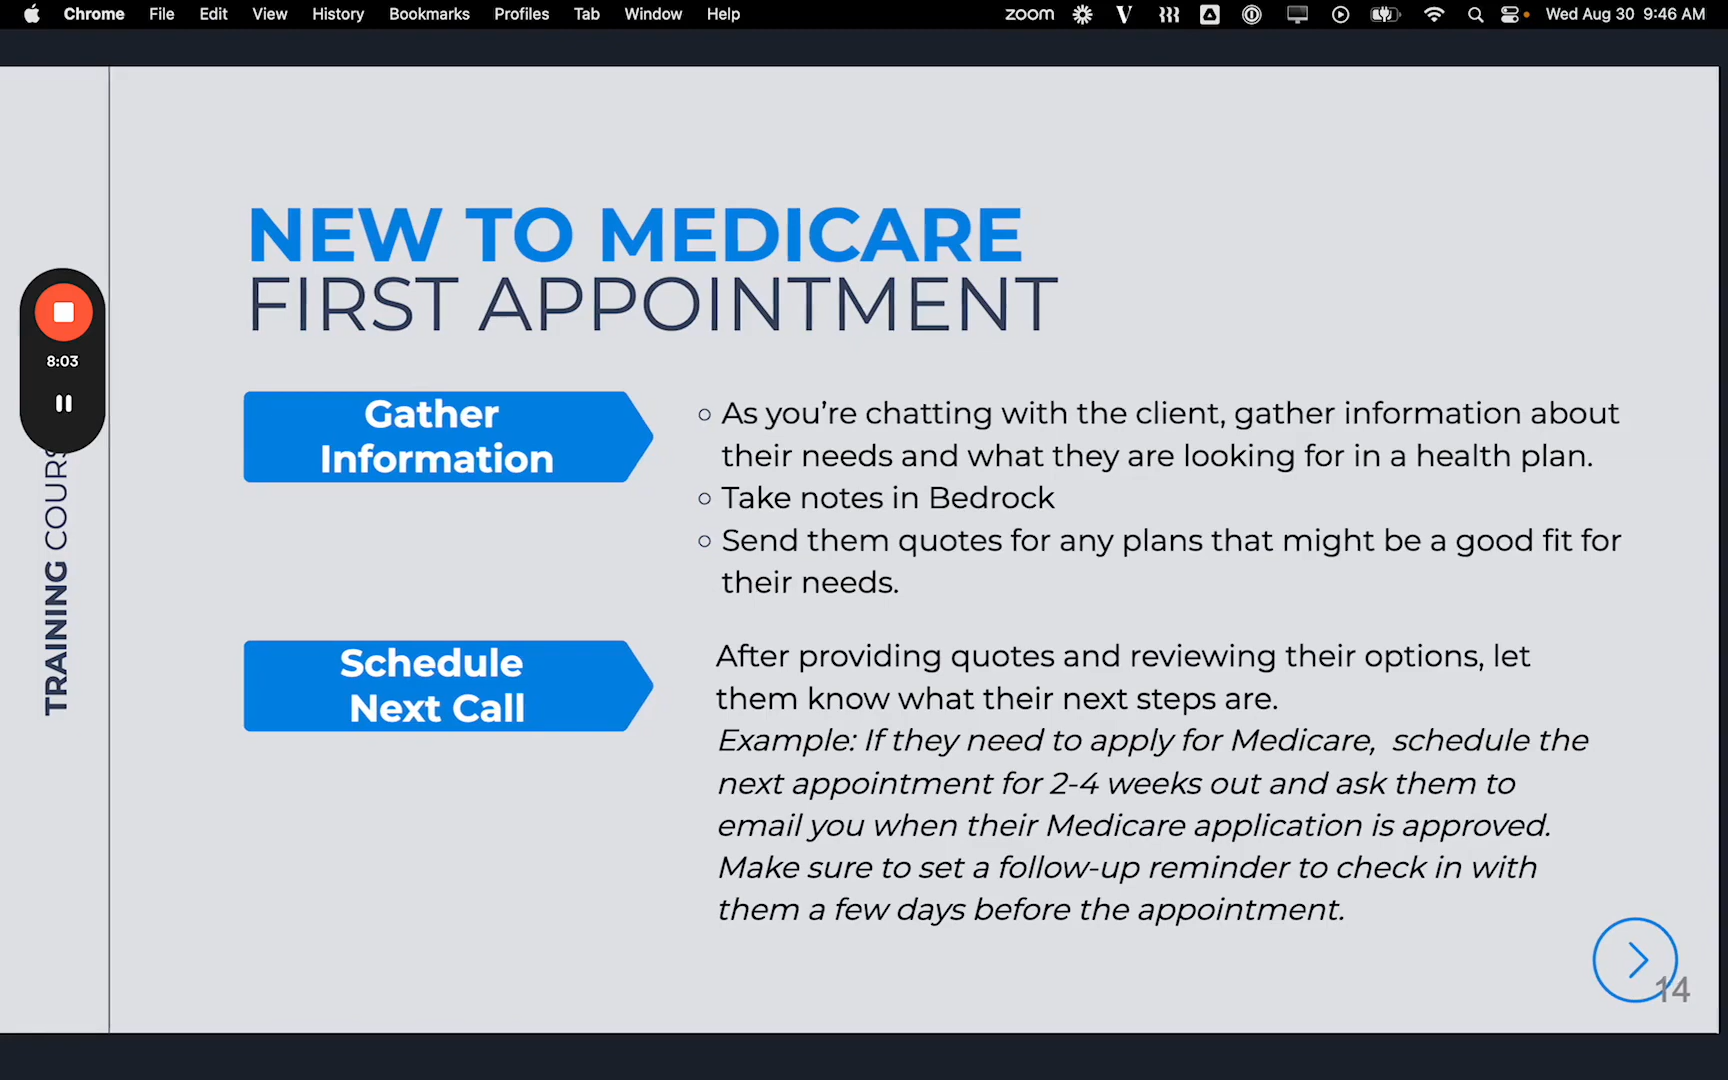 Chrome File Edit View History Bookmarks Profiles Tab Window Help zoom Wed Aug 30 9:46 AM
NEW TO MEDICARE
FIRST APPOINTMENT
8:03
TRAINING COURS
Gather
Information
As you’re chatting with the client, gather information about
their needs and what they are looking for in a health plan.
Take notes in Bedrock
Send them quotes for any plans that might be a good fit for
their needs.
Schedule
Next Call
After providing quotes and reviewing their options, let
them know what their next steps are.
Example: If they need to apply for Medicare, schedule the
next appointment for 2-4 weeks out and ask them to
email you when their Medicare application is approved.
Make sure to set a follow-up reminder to check in with
them a few days before the appointment.
14